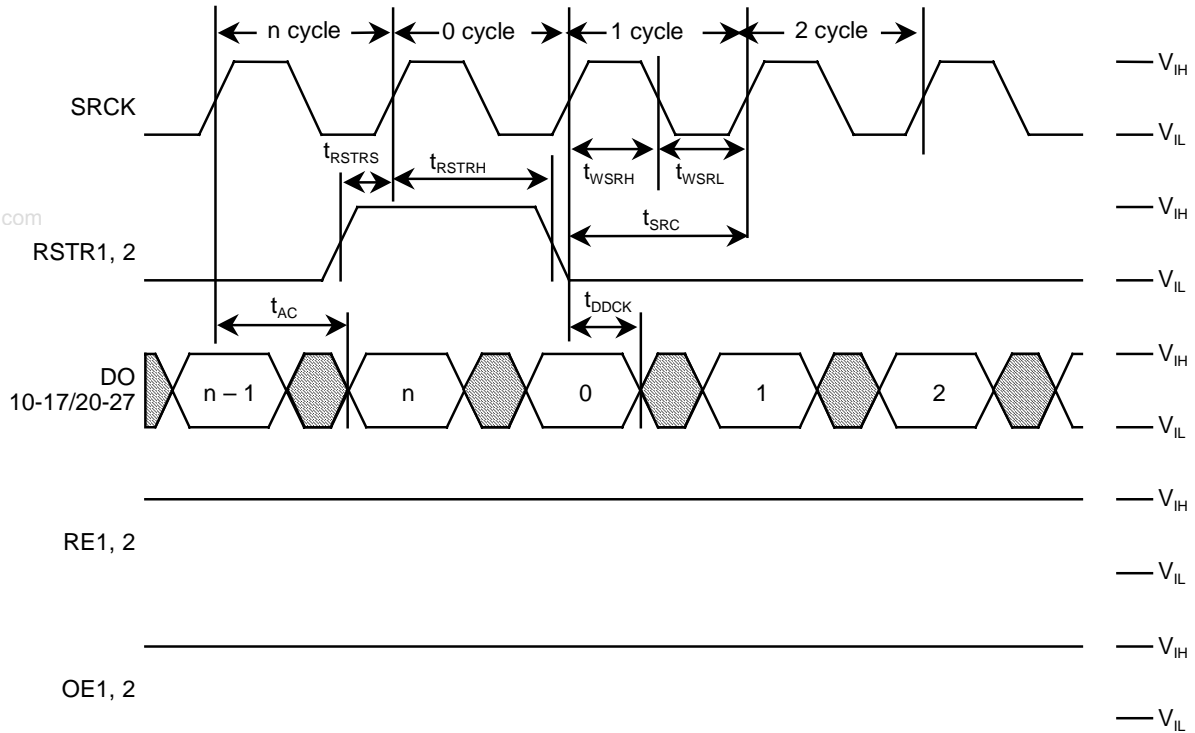 n cycle 0 cycle 1 cycle 2 cycle
SRCK
V_IH
V_IL
t_RSTRS t_RSTRH t_WSRH t_WSRL
com
RSTR1, 2
t_SRC
V_IH
V_IL
t_AC t_DDCK
DO
10-17/20-27
n – 1 n 0 1 2
V_IH
V_IL
RE1, 2
V_IH
V_IL
OE1, 2
V_IH
V_IL